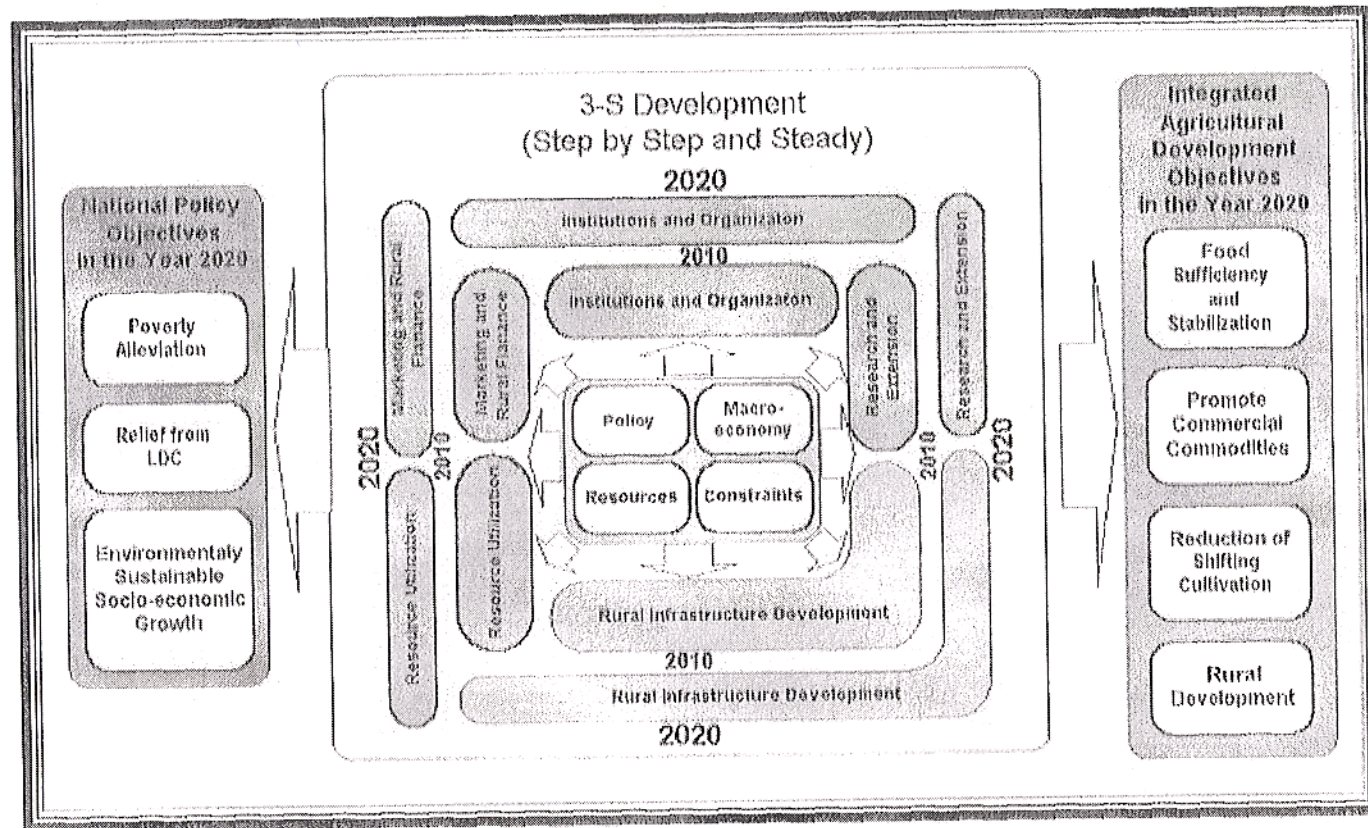 3-S Development
(Step by Step and Steady)
National Policy
Objectives
in the Year 2020
Poverty
Alleviation
Relief from
LDC
Environmentaly
Sustainable
Socio-economic
Growth
2020
Institutions and Organizaton
2010
Institutions and Organizaton
Marketing and Rural
Finance
Marketing and
Rural Finance
Research and
Extension
Research and Extension
2020
2010
2010
2020
Policy
Macro-
economy
Resources
Constraints
Resource Utilization
Resource Utilization
Rural Infrastructure Development
2010
Rural Infrastructure Development
2020
Integrated
Agricultural
Development
Objectives
in the Year 2020
Food
Sufficiency
and
Stabilization
Promote
Commercial
Commodities
Reduction of
Shifting
Cultivation
Rural
Development